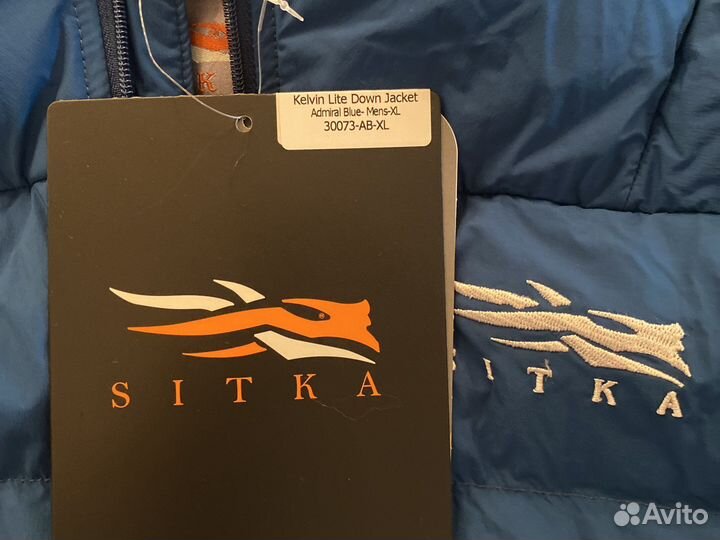 K
Kelvin Lite Down Jacket
Admiral Blue- Mens-XL
30073-AB-XL
®
SITKA
SITKA
Avito